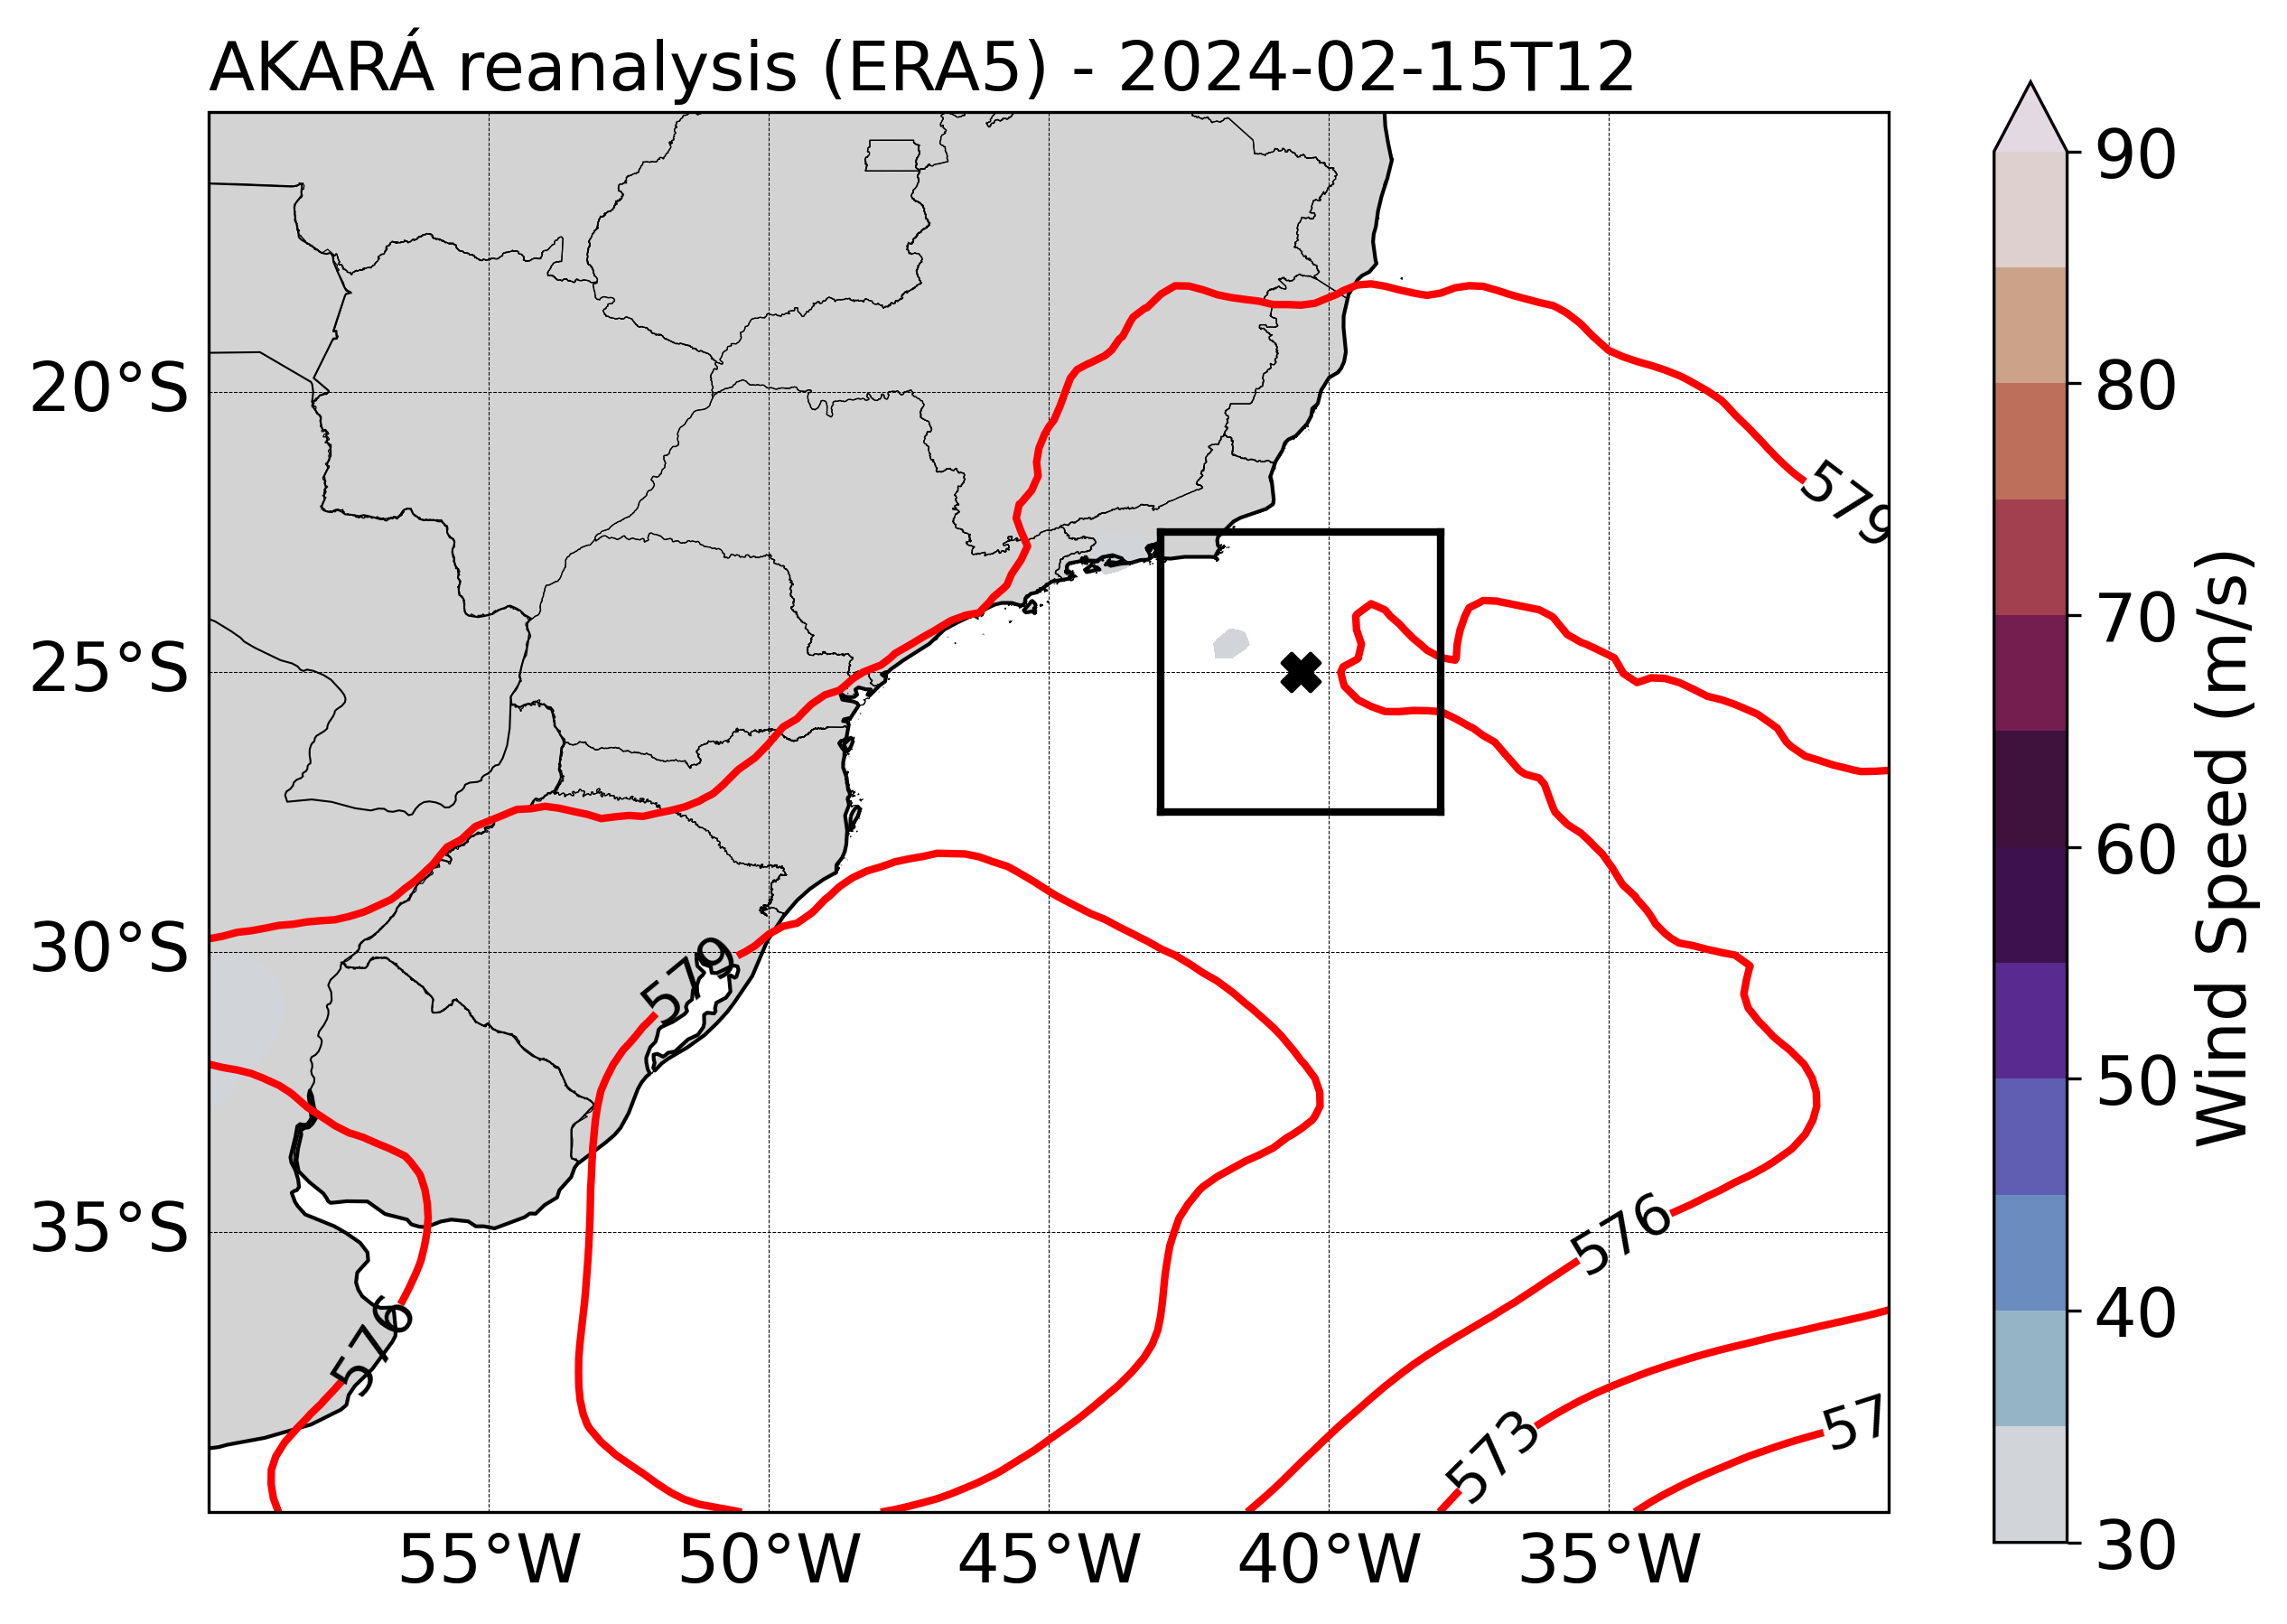 AKARÁ reanalysis (ERA5) - 2024-02-15T12
20°S
25°S
30°S
35°S
55°W
50°W
45°W
40°W
35°W
579
579
576
576
573
57
90
80
70
60
50
40
30
Wind Speed (m/s)